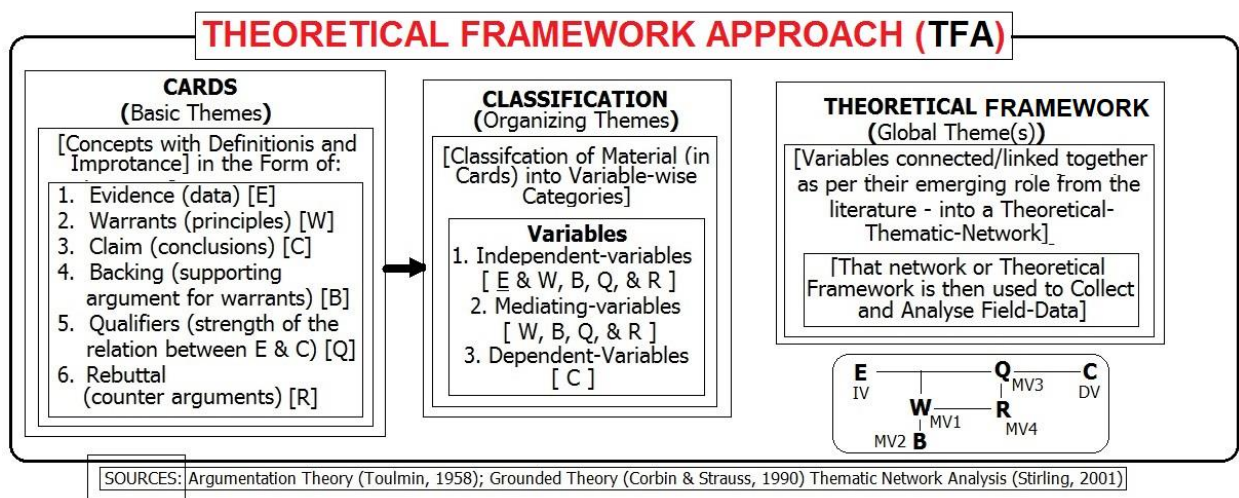 THEORETICAL FRAMEWORK APPROACH (TFA)
CARDS
(Basic Themes)
[Concepts with Definitionis and
Improtance] in the Form of:
1. Evidence (data) [E]
2. Warrants (principles) [W]
3. Claim (conclusions) [C]
4. Backing (supporting
argument for warrants) [B]
5. Qualifiers (strength of the
relation between E & C) [Q]
6. Rebuttal
(counter arguments) [R]
CLASSIFICATION
(Organizing Themes)
[Classifcation of Material (in
Cards) into Variable-wise
Categories]
Variables
1. Independent-variables
[ E & W, B, Q, & R ]
2. Mediating-variables
[ W, B, Q, & R ]
3. Dependent-Variables
[ C ]
THEORETICAL FRAMEWORK
(Global Theme(s))
[Variables connected/linked together
as per their emerging role from the
literature - into a Theoretical-
Thematic-Network]
[That network or Theoretical
Framework is then used to Collect
and Analyse Field-Data]
E Q C
IV MV3 DV
W R
MV1 MV4
MV2 B
SOURCES: Argumentation Theory (Toulmin, 1958); Grounded Theory (Corbin & Strauss, 1990) Thematic Network Analysis (Stirling, 2001)